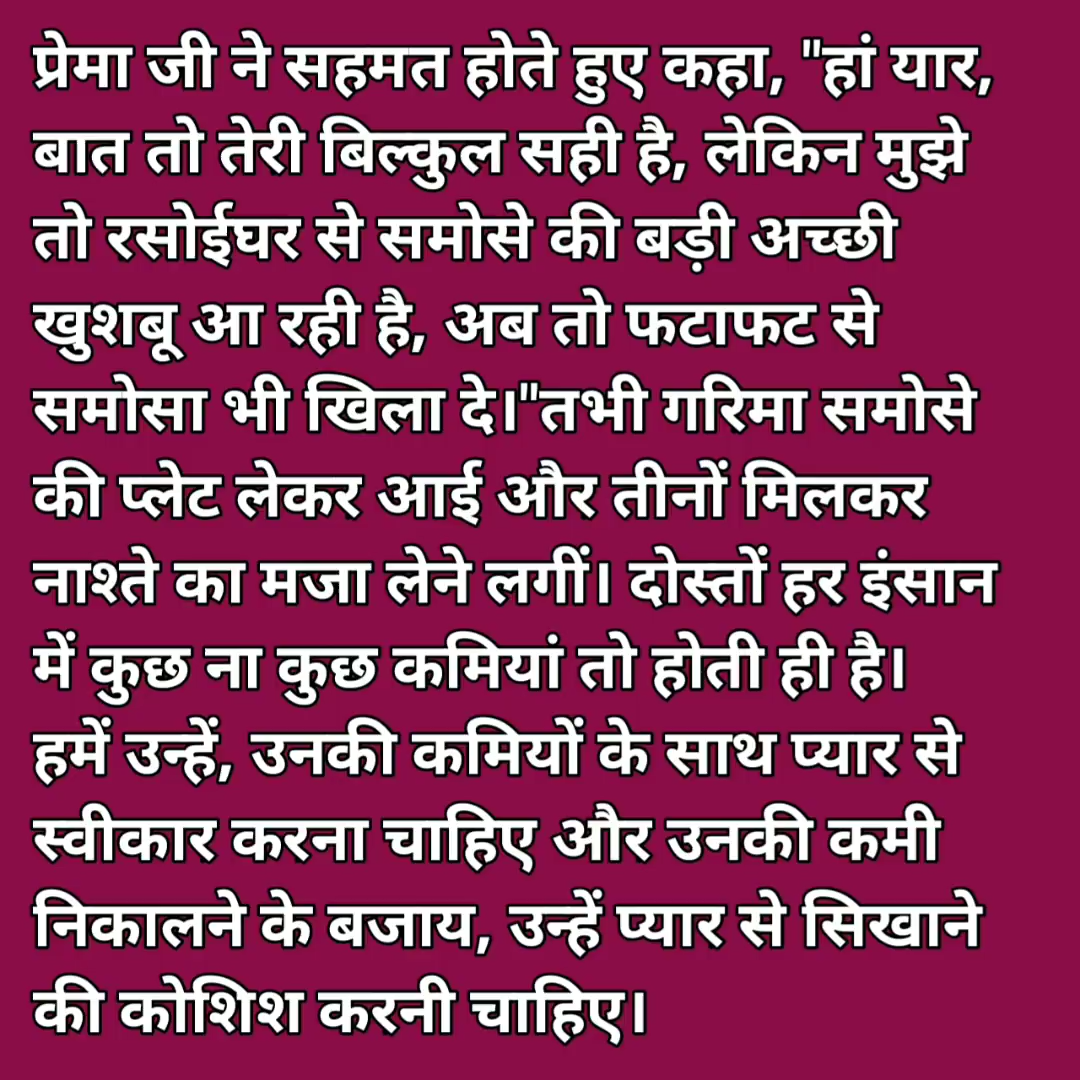 प्रेमा जी ने सहमत होते हुए कहा, "हां यार,
बात तो तेरी बिल्कुल सही है, लेकिन मुझे
तो रसोईघर से समोसे की बड़ी अच्छी
खुशबू आ रही है, अब तो फटाफट से
समोसा भी खिला दे।"तभी गरिमा समोसे
की प्लेट लेकर आई और तीनों मिलकर
नाश्ते का मजा लेने लगीं। दोस्तों हर इंसान
में कुछ ना कुछ कमियां तो होती ही है।
हमें उन्हें, उनकी कमियों के साथ प्यार से
स्वीकार करना चाहिए और उनकी कमी
निकालने के बजाय, उन्हें प्यार से सिखाने
की कोशिश करनी चाहिए।